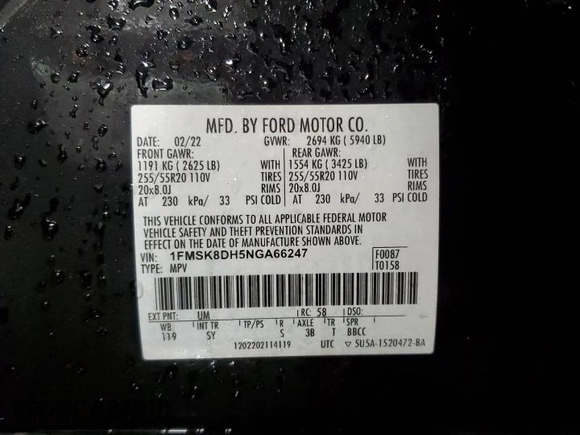 MFD. BY FORD MOTOR CO.
DATE: 02/22 GVWR: 2694 KG ( 5940 LB)
FRONT GAWR: REAR GAWR:
1191 KG ( 2625 LB) WITH 1554 KG ( 3425 LB) WITH
255/55R20 110V TIRES 255/55R20 110V TIRES
20x8.0J RIMS 20x8.0J RIMS
AT 230 kPa/ 33 PSI COLD AT 230 kPa/ 33 PSI COLD
THIS VEHICLE CONFORMS TO ALL APPLICABLE FEDERAL MOTOR
VEHICLE SAFETY AND THEFT PREVENTION STANDARDS IN
EFFECT ON THE DATE OF MANUFACTURE SHOWN ABOVE.
VIN: 1FMSK8DH5NGA66247 F0087
TYPE: MPV T0158
EXT PNT: UM RC: 58 DSO:
WB INT TR TP/PS R AXLE TR SPR
119 SY S 3B T BBCC
1202202114119 UTC ▽ 5U5A-1520472-BA